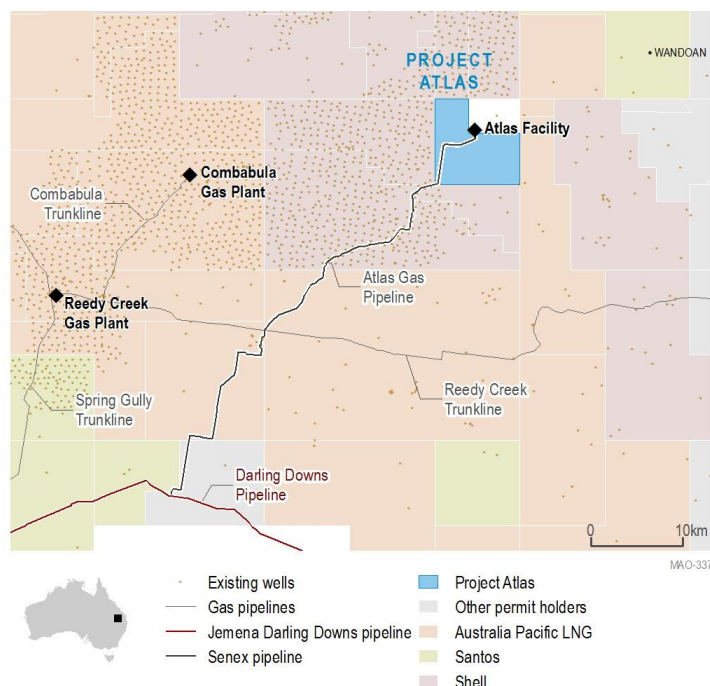 PROJECT
ATLAS
WANDOAN
Atlas Facility
Combabula
Gas Plant
Combabula
Trunkline
Atlas Gas
Pipeline
Reedy Creek
Gas Plant
Reedy Creek
Trunkline
Spring Gully
Trunkline
Darling Downs
Pipeline
0 10km
MAO-337
Existing wells
Gas pipelines
Jemena Darling Downs pipeline
Senex pipeline
Project Atlas
Other permit holders
Australia Pacific LNG
Santos
Shell